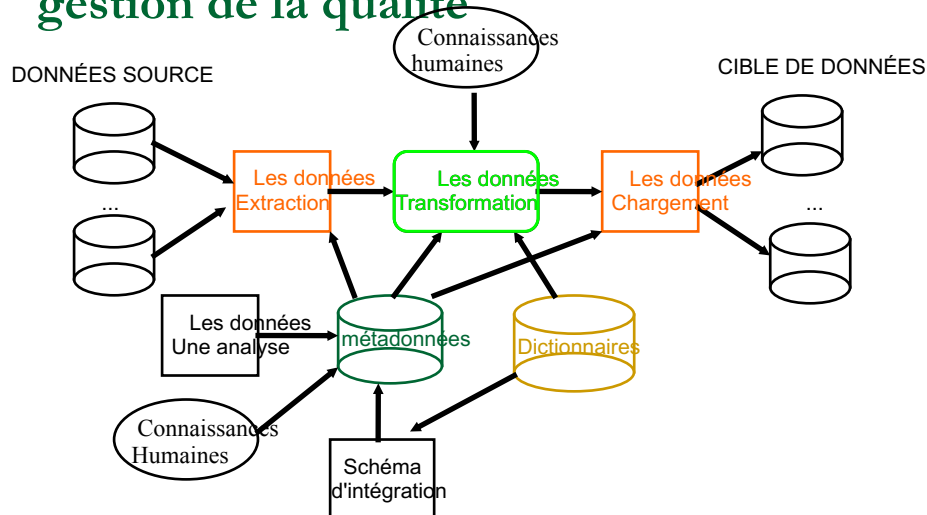 gestion de la qualité
Connaissances
humaines
DONNÉES SOURCE
CIBLE DE DONNÉES
Les données
Extraction
Les données
Transformation
Les données
Chargement
...
...
Les données
Une analyse
métadonnées
Dictionnaires
Connaissances
Humaines
Schéma
d'intégration